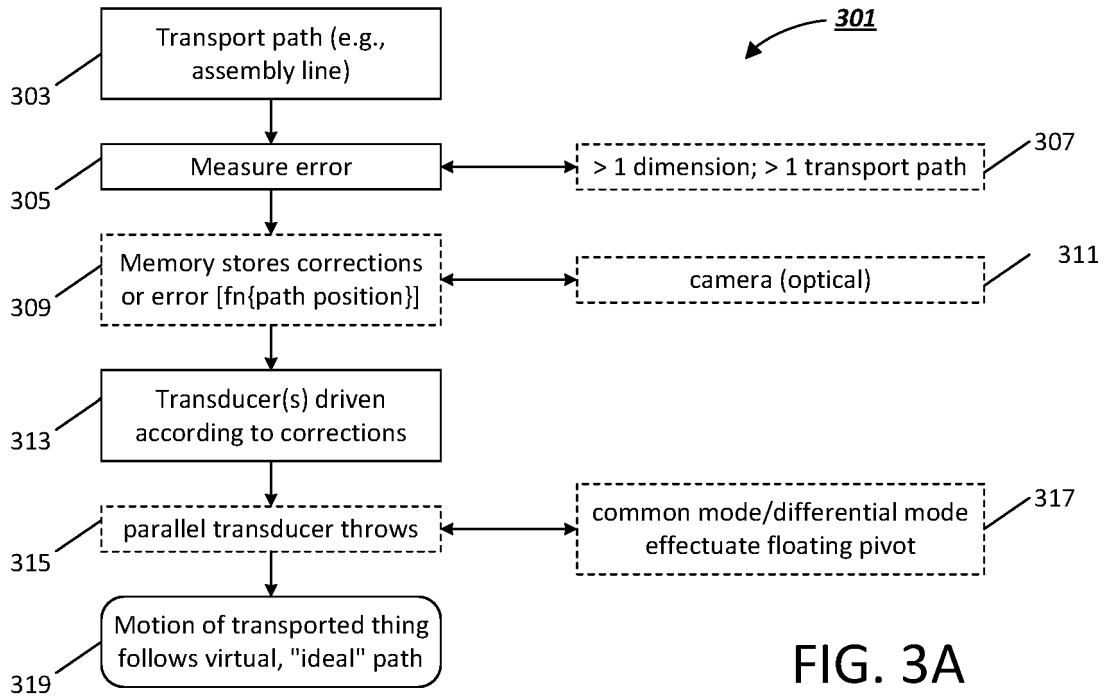 301
Transport path (e.g.,
assembly line)
303
Measure error
305
> 1 dimension; > 1 transport path
307
Memory stores corrections
or error [fn{path position}]
309
camera (optical)
311
Transducer(s) driven
according to corrections
313
parallel transducer throws
315
common mode/differential mode
effectuate floating pivot
317
Motion of transported thing
follows virtual, "ideal" path
319
FIG. 3A